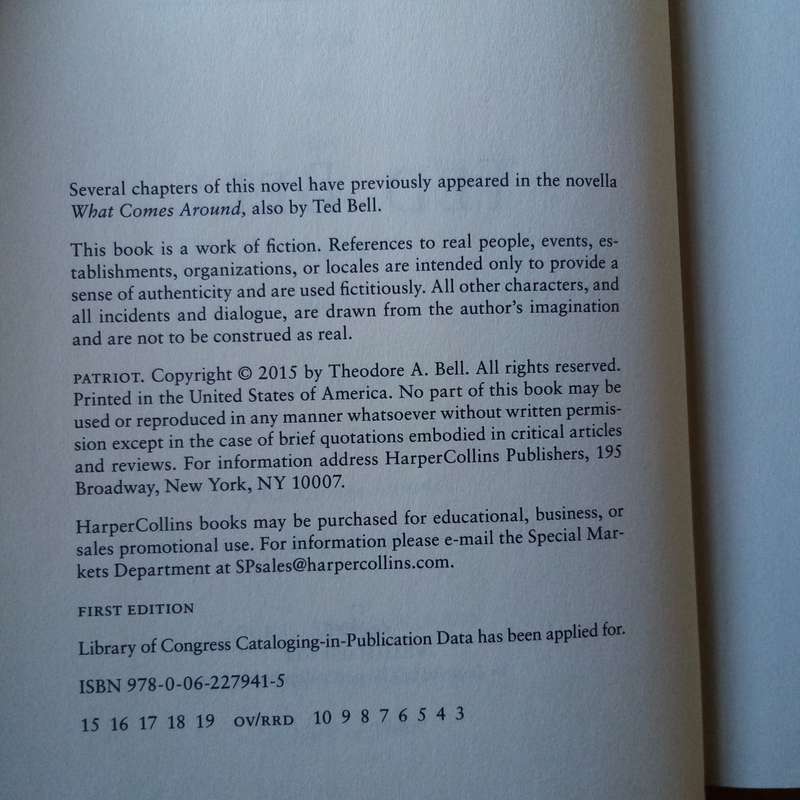 Several chapters of this novel have previously appeared in the novella
What Comes Around, also by Ted Bell.
This book is a work of fiction. References to real people, events, es-
tablishments, organizations, or locales are intended only to provide a
sense of authenticity and are used fictitiously. All other characters, and
all incidents and dialogue, are drawn from the author's imagination
and are not to be construed as real.
PATRIOT. Copyright © 2015 by Theodore A. Bell. All rights reserved.
Printed in the United States of America. No part of this book may be
used or reproduced in any manner whatsoever without written permis-
sion except in the case of brief quotations embodied in critical articles
and reviews. For information address HarperCollins Publishers, 195
Broadway, New York, NY 10007.
HarperCollins books may be purchased for educational, business, or
sales promotional use. For information please e-mail the Special Mar-
kets Department at SPsales@harpercollins.com.
FIRST EDITION
Library of Congress Cataloging-in-Publication Data has been applied for.
ISBN 978-0-06-227941-5
15 16 17 18 19 OV/RRD 10 9 8 7 6 5 4 3